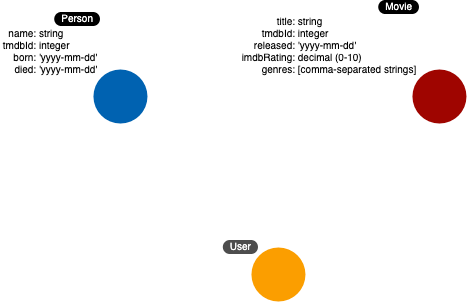 Person
name: string
tmdbId: integer
born: 'yyyy-mm-dd'
died: 'yyyy-mm-dd'
Movie
title: string
tmdbId: integer
released: 'yyyy-mm-dd'
imdbRating: decimal (0-10)
genres: [comma-separated strings]
User